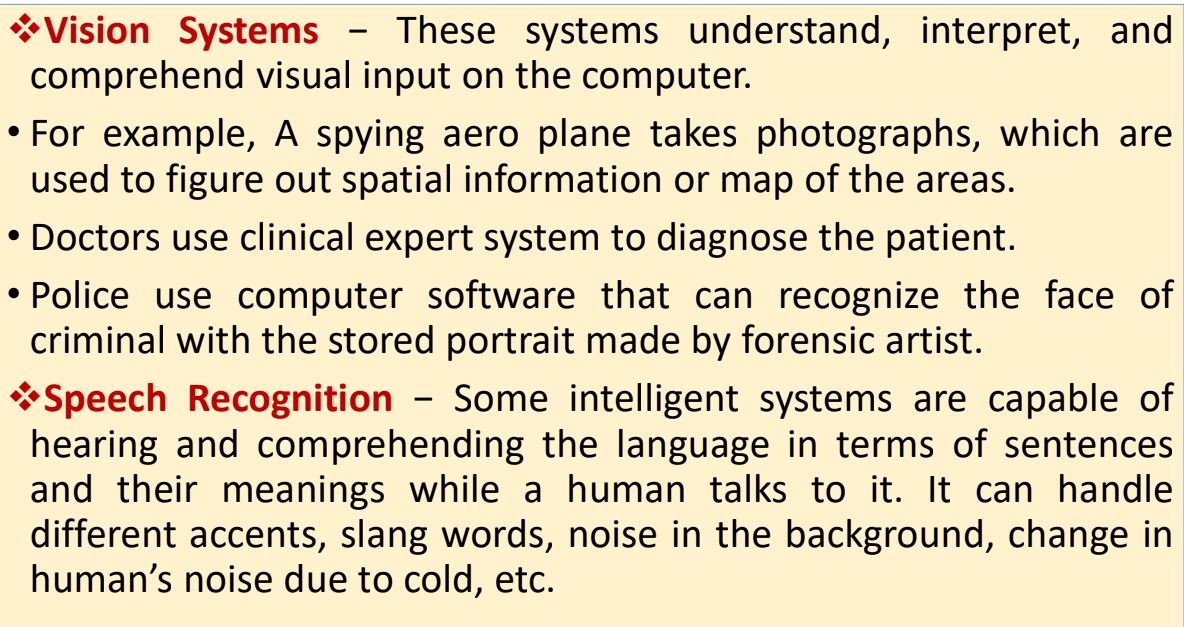 ❖Vision Systems − These systems understand, interpret, and
comprehend visual input on the computer.
• For example, A spying aero plane takes photographs, which are
used to figure out spatial information or map of the areas.
• Doctors use clinical expert system to diagnose the patient.
• Police use computer software that can recognize the face of
criminal with the stored portrait made by forensic artist.
❖Speech Recognition − Some intelligent systems are capable of
hearing and comprehending the language in terms of sentences
and their meanings while a human talks to it. It can handle
different accents, slang words, noise in the background, change in
human’s noise due to cold, etc.